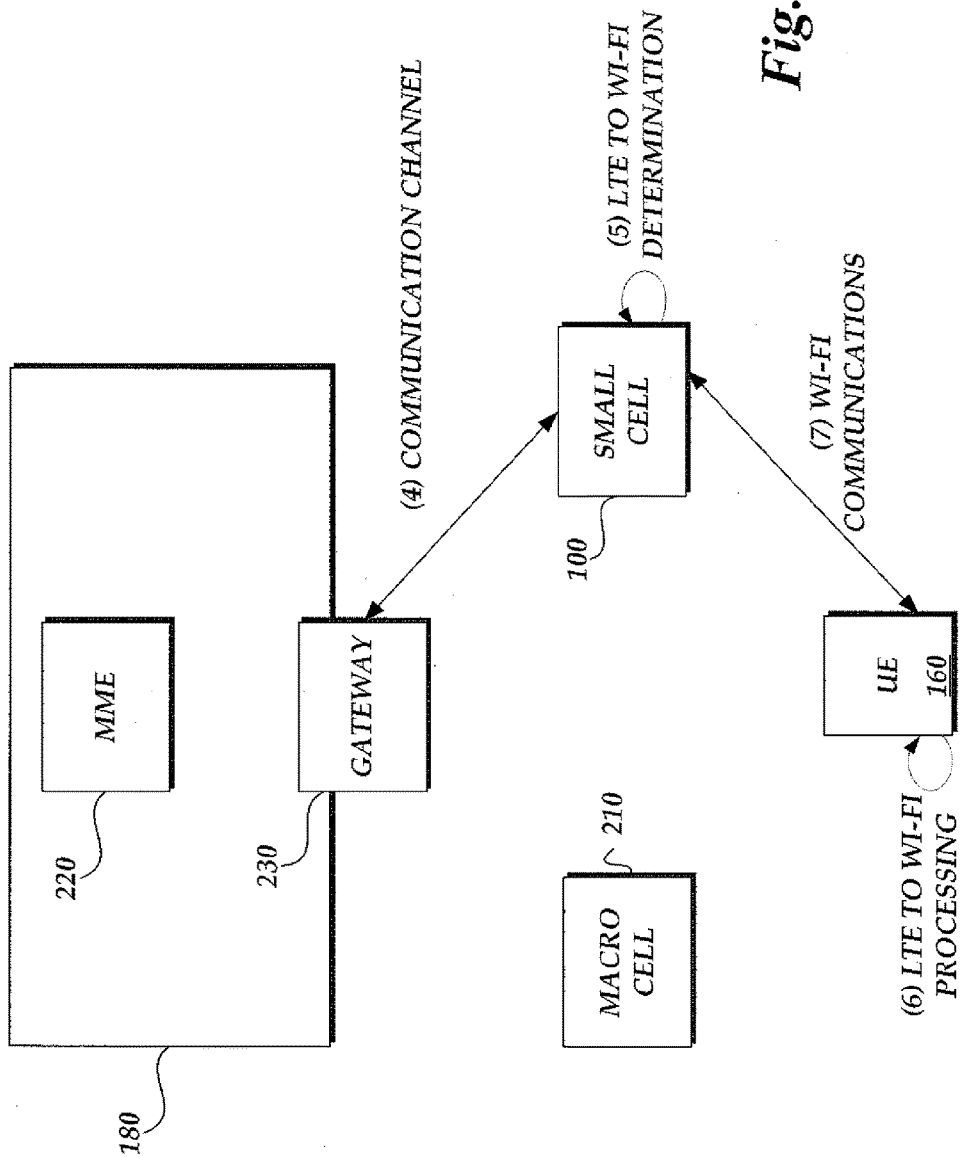 180
220
MME
230
GATEWAY
(4) COMMUNICATION CHANNEL
MACRO
CELL
210
100
SMALL
CELL
(5) LTE TO WI-FI
DETERMINATION
(6) LTE TO WI-FI
PROCESSING
UE
160
(7) WI-FI
COMMUNICATIONS
Fig.